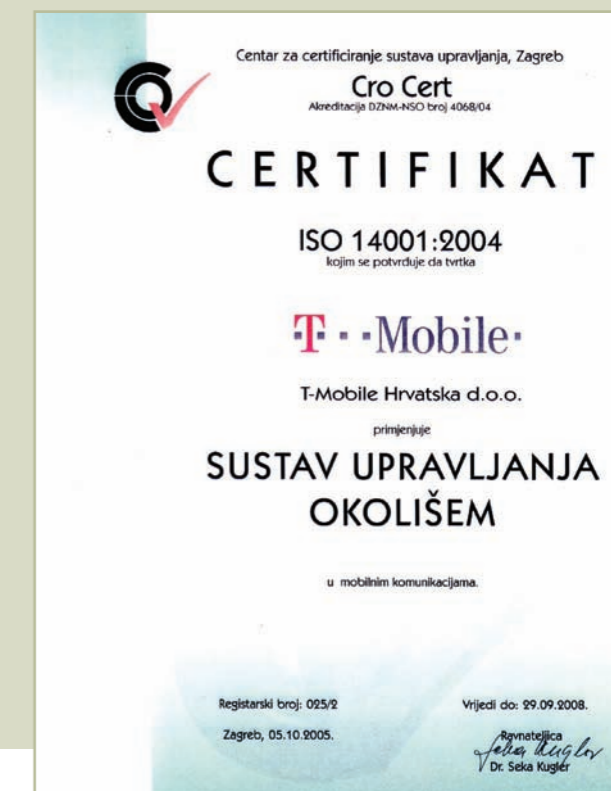 Centar za certificiranje sustava upravljanja, Zagreb
Cro Cert
Akreditacija DZNM-NSO broj 4068/04
CERTIFIKAT
ISO 14001:2004
kojim se potvrđuje da tvrtka
T · · Mobile ·
T-Mobile Hrvatska d.o.o.
primjenjuje
SUSTAV UPRAVLJANJA
OKOLIŠEM
u mobilnim komunikacijama.
Registarski broj: 025/2
Vrijedi do: 29.09.2008.
Zagreb, 05.10.2005.
Ravnateljica
Seka Kugler
Dr. Seka Kugler